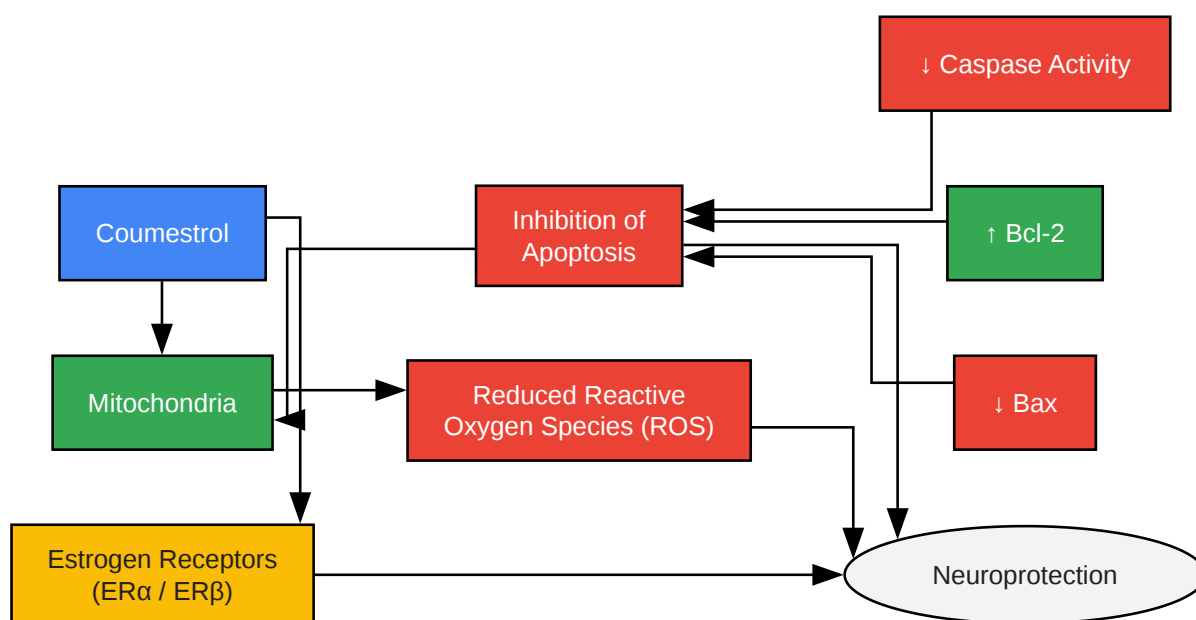 ↓ Caspase Activity
Coumestrol
Inhibition of
Apoptosis
↑ Bcl-2
Mitochondria
Reduced Reactive
Oxygen Species (ROS)
↓ Bax
Estrogen Receptors
(ERα / ERβ)
Neuroprotection